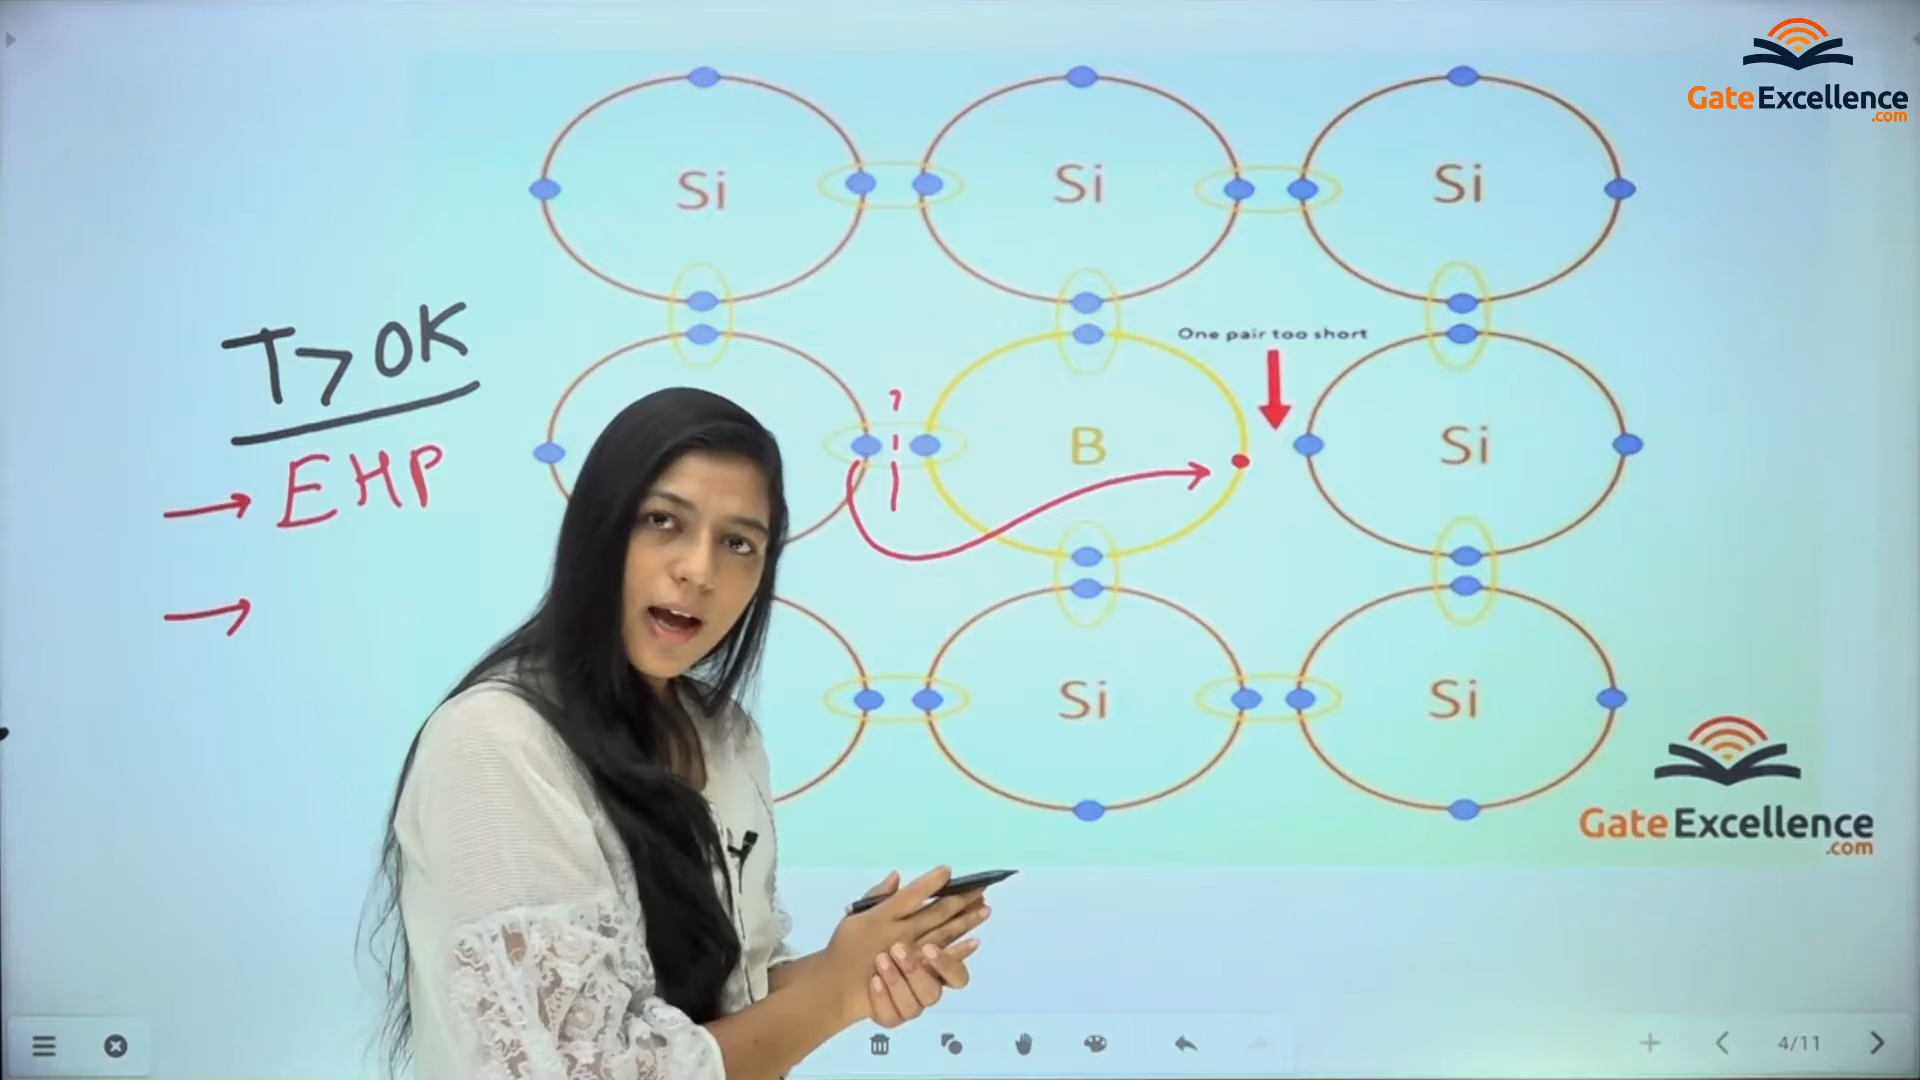 GateExcellence
.com
Si
Si
Si
T>0K
One pair too short
→ EHP
B
Si
→
Si
Si
GateExcellence
.com
4/11